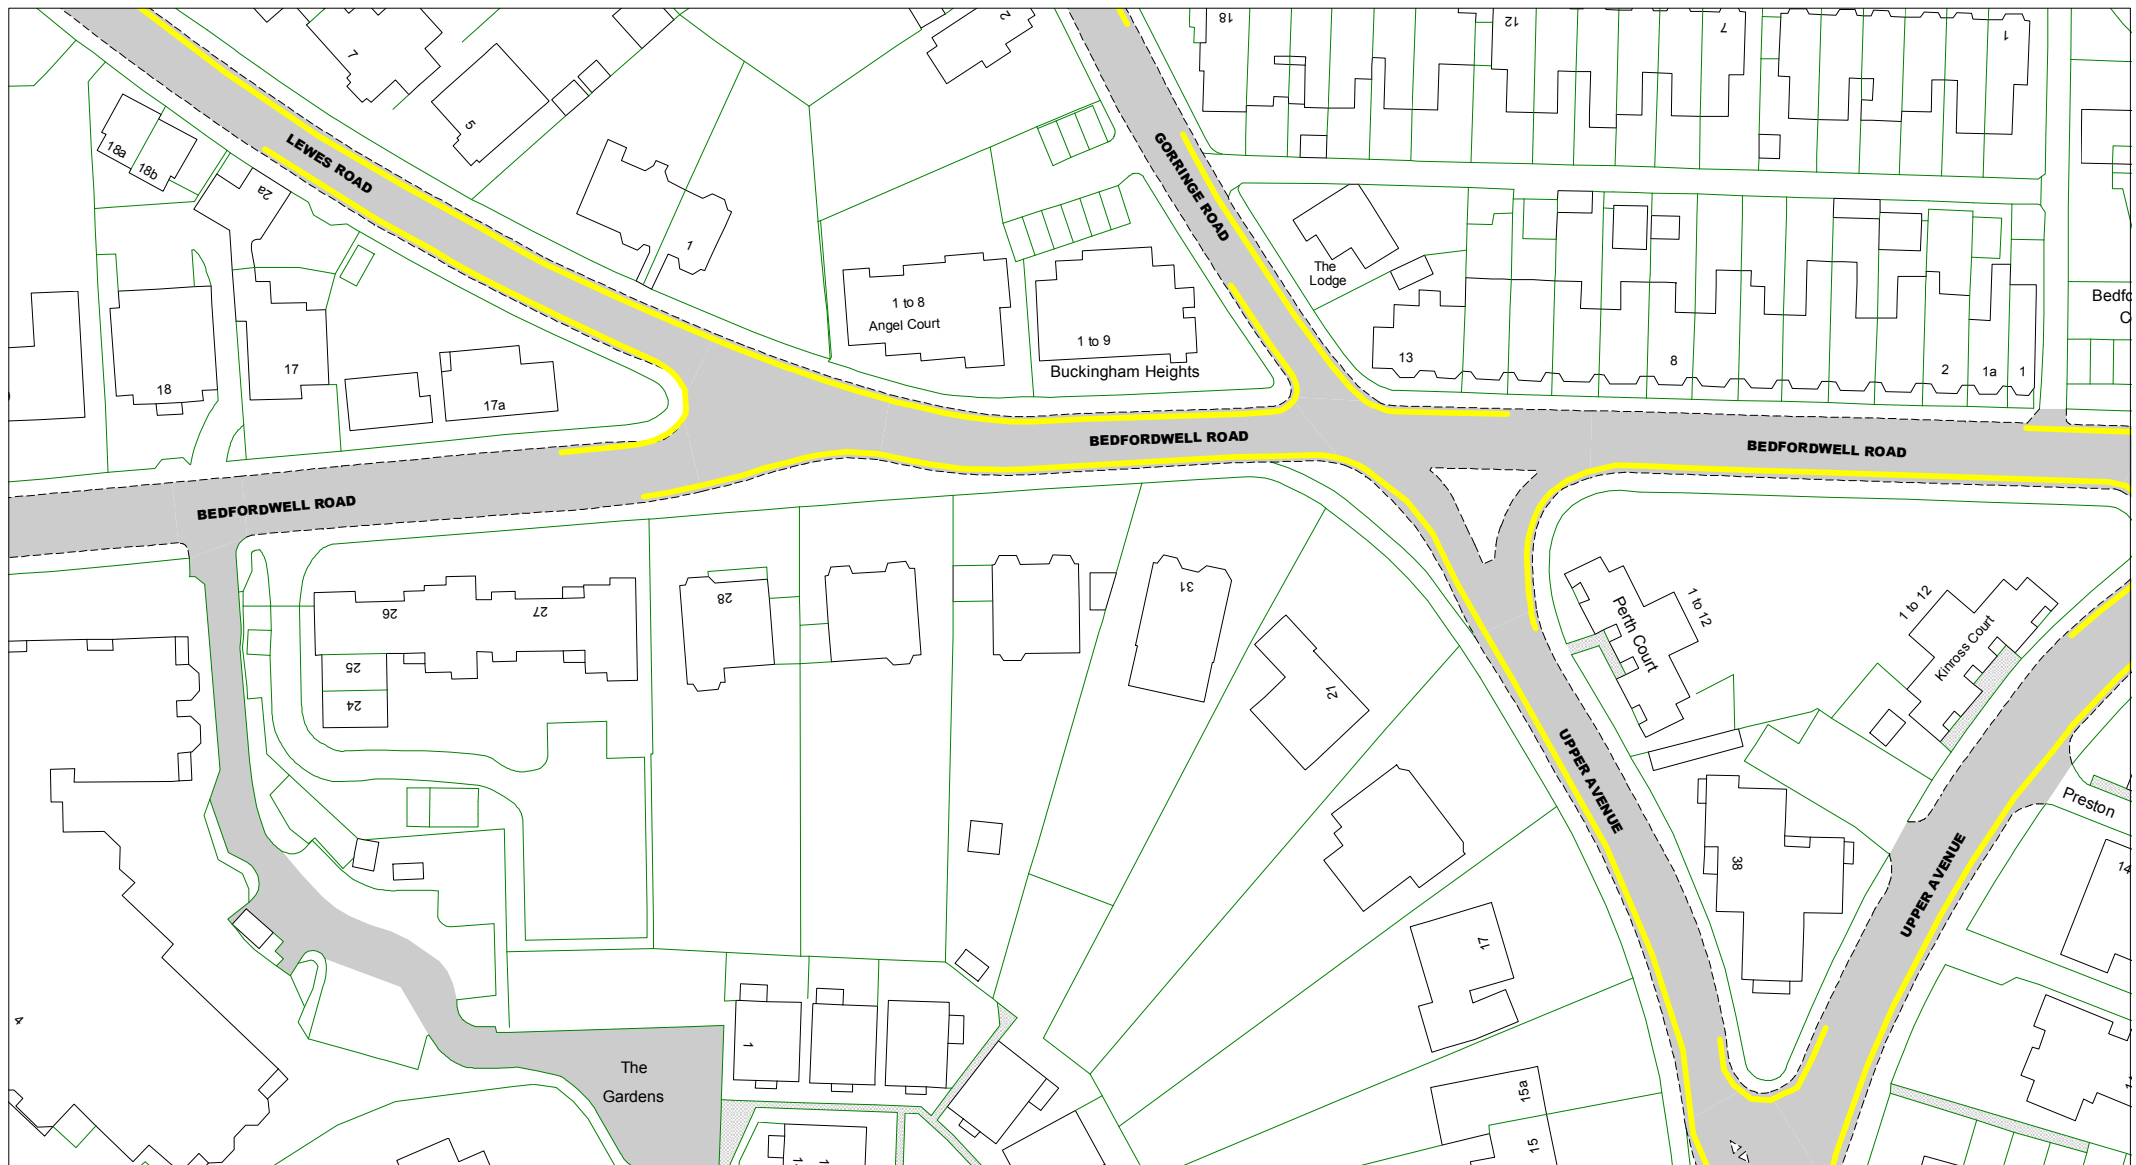 7
2
18
12
7
1
5
LEWES ROAD
GORRINGE ROAD
18a
18b
2a
1
The
Lodge
Bedfo
C
1 to 8
Angel Court
1 to 9
Buckingham Heights
13
8
2
1a
1
18
17
17a
BEDFORDWELL ROAD
BEDFORDWELL ROAD
BEDFORDWELL ROAD
26
27
28
31
25
24
21
Perth Court
1 to 12
1 to 12
Kinross Court
UPPER AVENUE
UPPER AVENUE
Preston
38
14
17
4
1
The
Gardens
15a
15